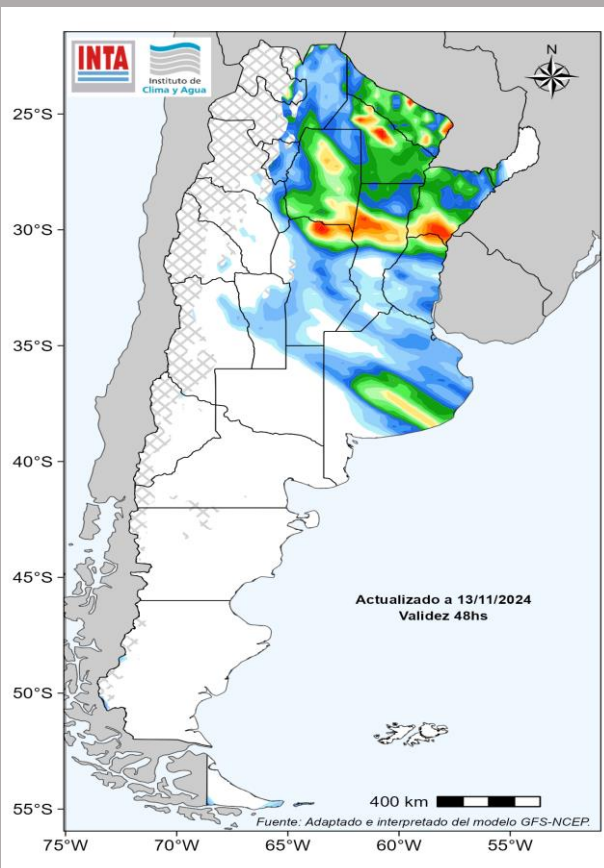 INTA
Instituto de
Clima y Agua
N
25°S
30°S
35°S
40°S
45°S
50°S
55°S
Actualizado a 13/11/2024
Validez 48hs
400 km
Fuente: Adaptado e interpretado del modelo GFS-NCEP.
75°W
70°W
65°W
60°W
55°W